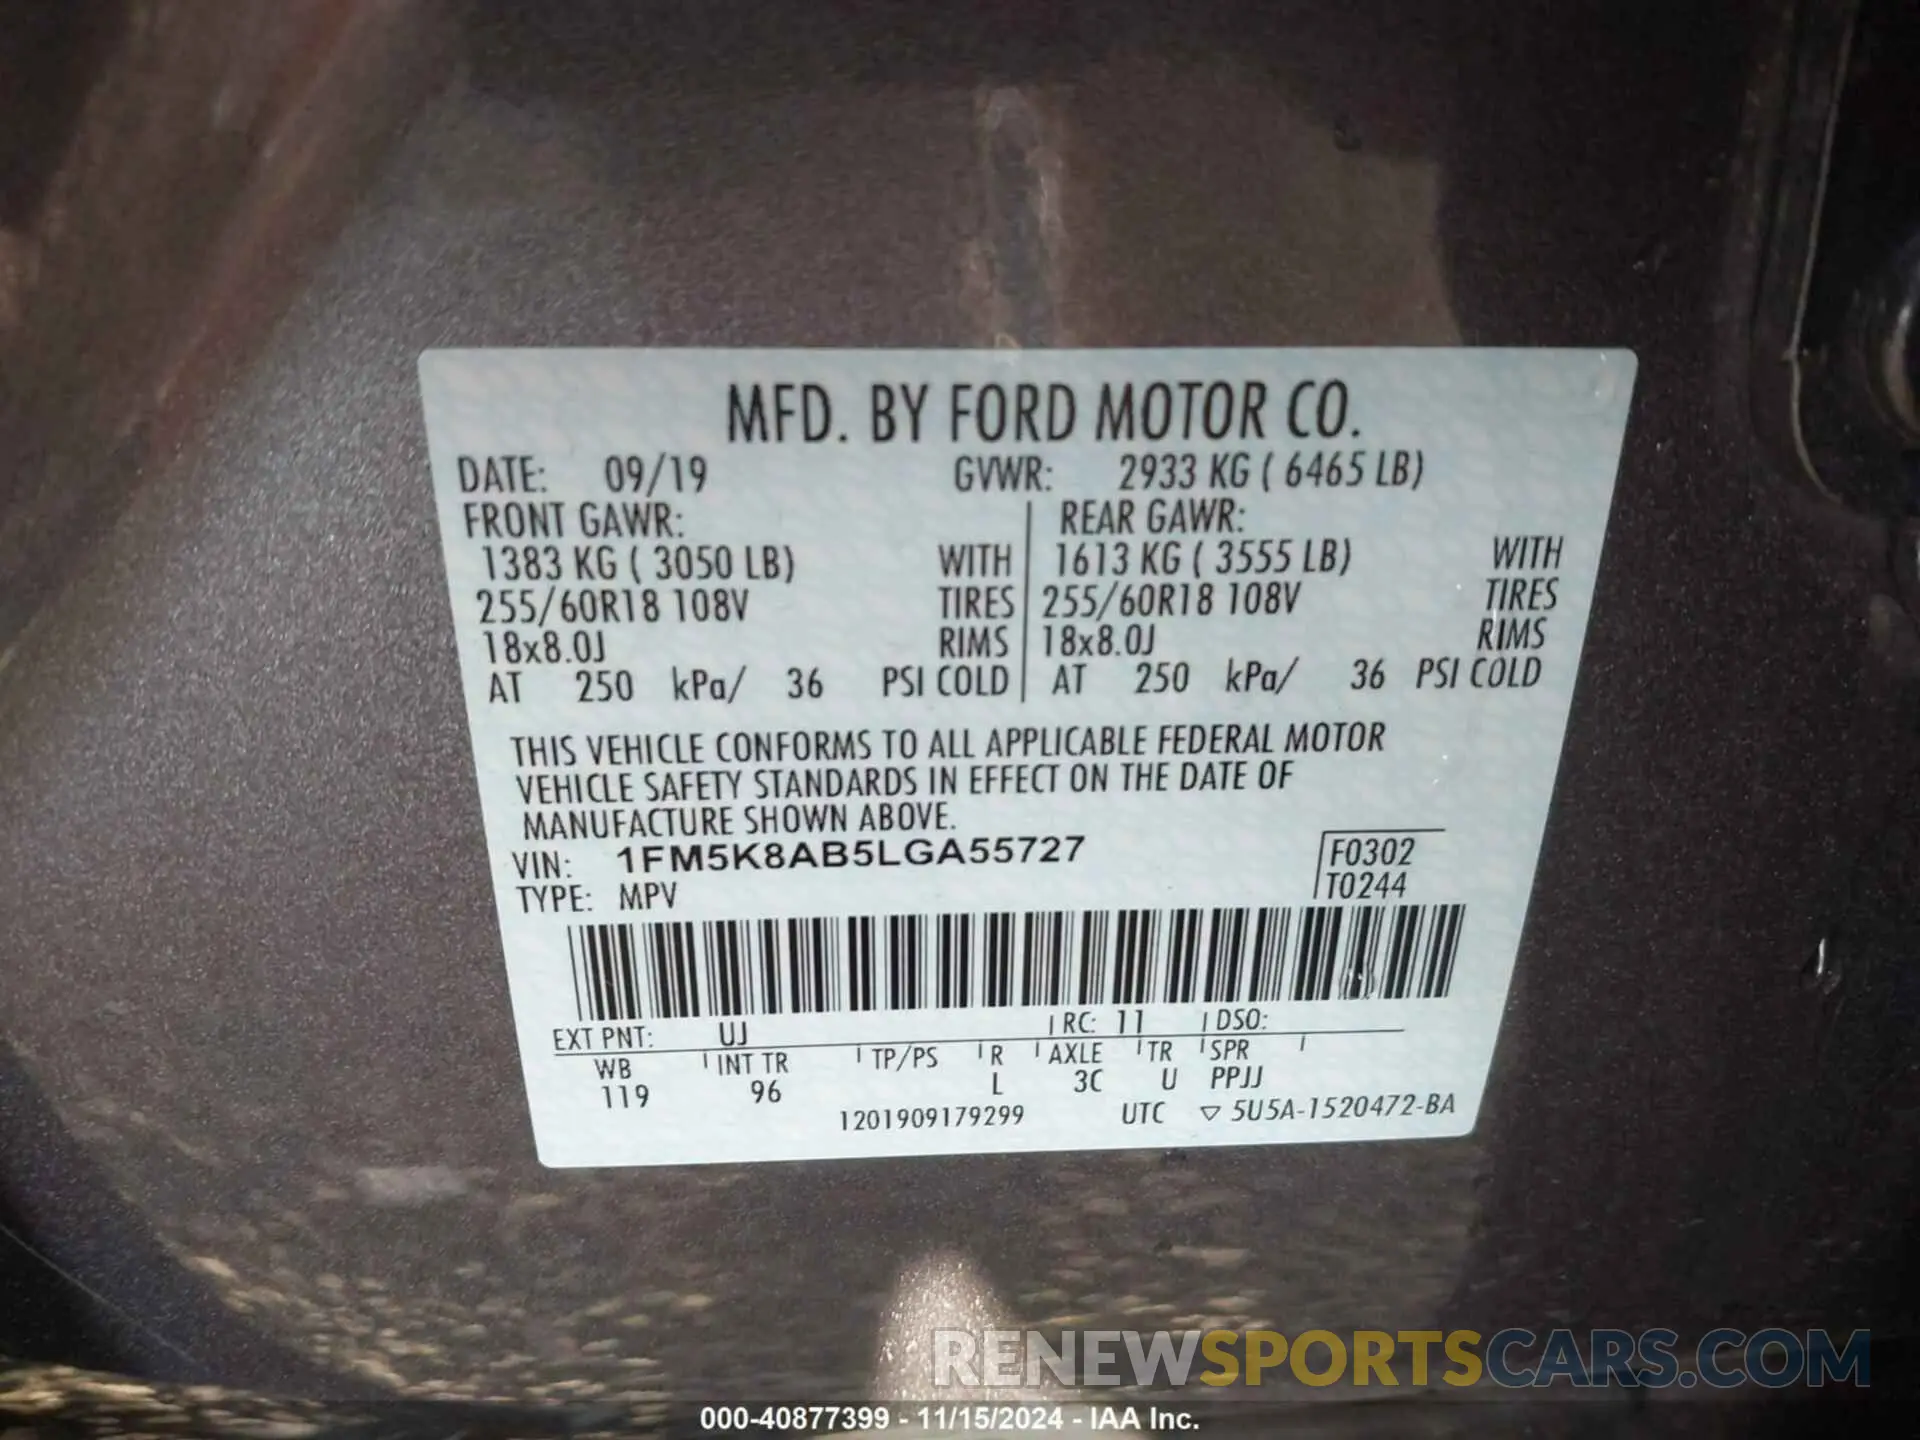 MFD. BY FORD MOTOR CO.
DATE: 09/19 GVWR: 2933 KG ( 6465 LB)
FRONT GAWR: REAR GAWR:
1383 KG ( 3050 LB) WITH 1613 KG ( 3555 LB) WITH
255/60R18 108V TIRES 255/60R18 108V TIRES
18x8.0J RIMS 18x8.0J RIMS
AT 250 kPa/ 36 PSI COLD AT 250 kPa/ 36 PSI COLD
THIS VEHICLE CONFORMS TO ALL APPLICABLE FEDERAL MOTOR
VEHICLE SAFETY STANDARDS IN EFFECT ON THE DATE OF
MANUFACTURE SHOWN ABOVE.
VIN: 1FM5K8AB5LGA55727 F0302
TYPE: MPV T0244
EXT PNT: UJ RC: 11 DSO:
WB INT TR TP/PS R AXLE TR SPR
119 96 L 3C U PPJJ
1201909179299 UTC ▽ 5U5A-1520472-BA
RENEWSPORTSCARS.COM
000-40877399 - 11/15/2024 - IAA Inc.